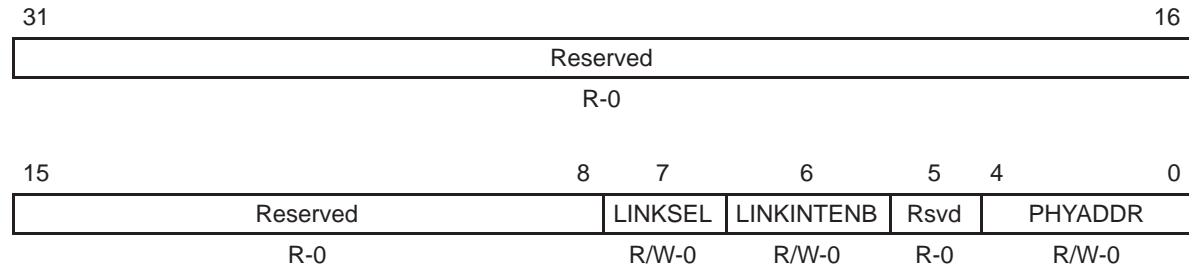 31 16
Reserved
R-0
15 8 7 6 5 4 0
Reserved LINKSEL LINKINTENB Rsvd PHYADDR
R-0 R/W-0 R/W-0 R-0 R/W-0